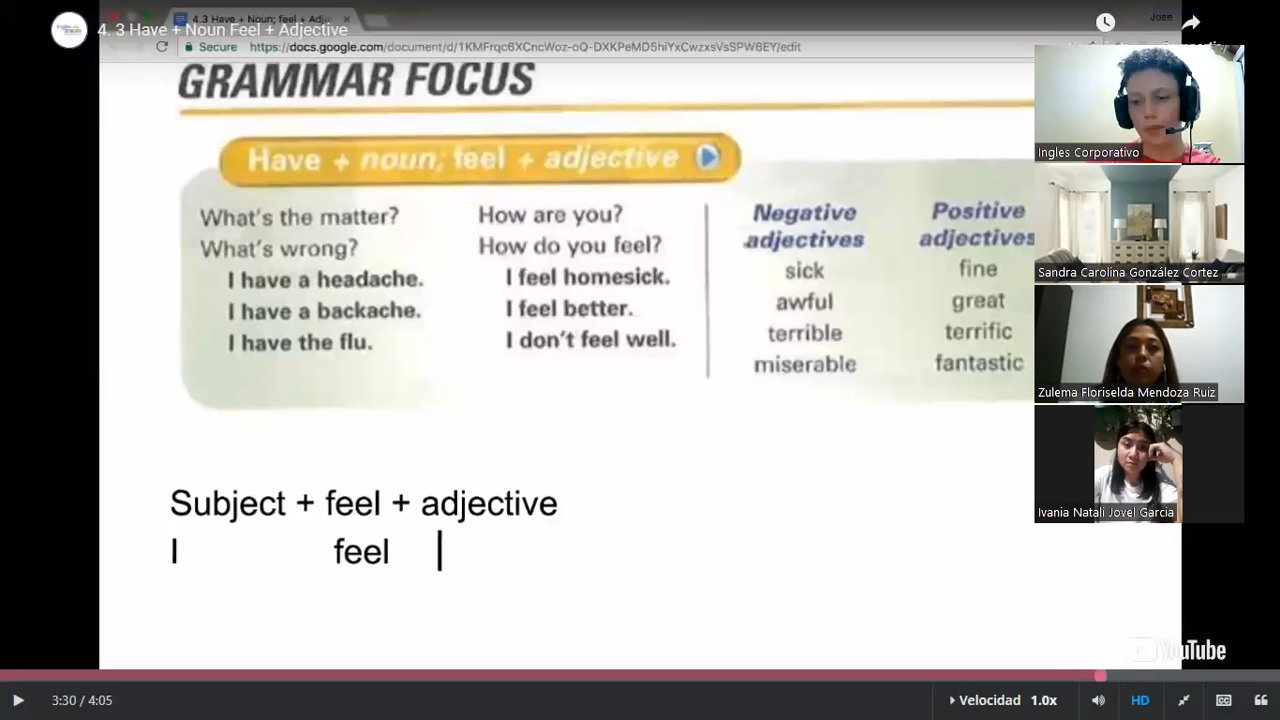 4.3 Have + Noun; feel + Adje
4. 3 Have + Noun Feel + Adjective
Jose
Secure https://docs.google.com/document/d/1KMFrqc6XCncWoz-oQ-DXKPeMD5hiYxCwzxsVsSPW6EY/edit
GRAMMAR FOCUS
Have + noun; feel + adjective
What's the matter?
What's wrong?
I have a headache.
I have a backache.
I have the flu.
How are you?
How do you feel?
I feel homesick.
I feel better.
I don't feel well.
Negative
adjectives
sick
awful
terrible
miserable
Positive
adjectives
fine
great
terrific
fantastic
Subject + feel + adjective
I feel
Ingles Corporativo
Sandra Carolina González Cortez
Zulema Floriselda Mendoza Ruiz
Ivania Natali Jovel Garcia
YouTube
3:30 / 4:05
Velocidad 1.0x
HD
CC